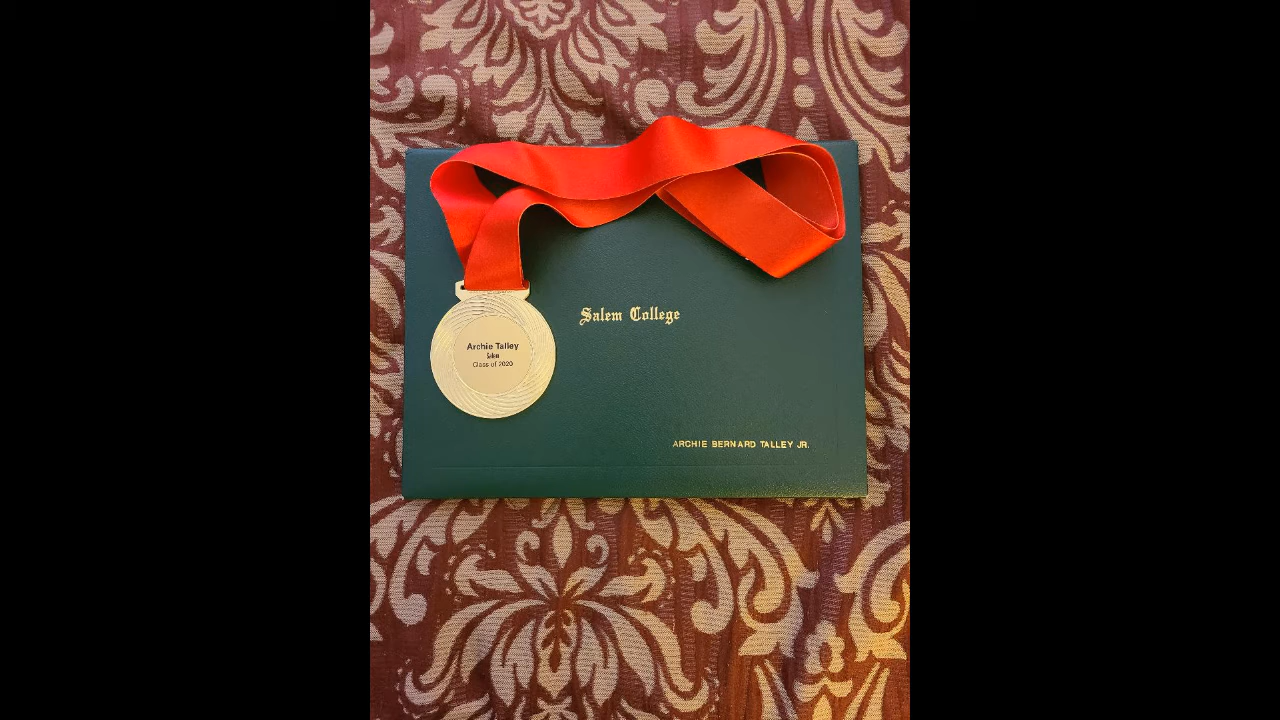 Salem College
Archie Talley
Class of 2020
ARCHIE BERNARD TALLEY JR.